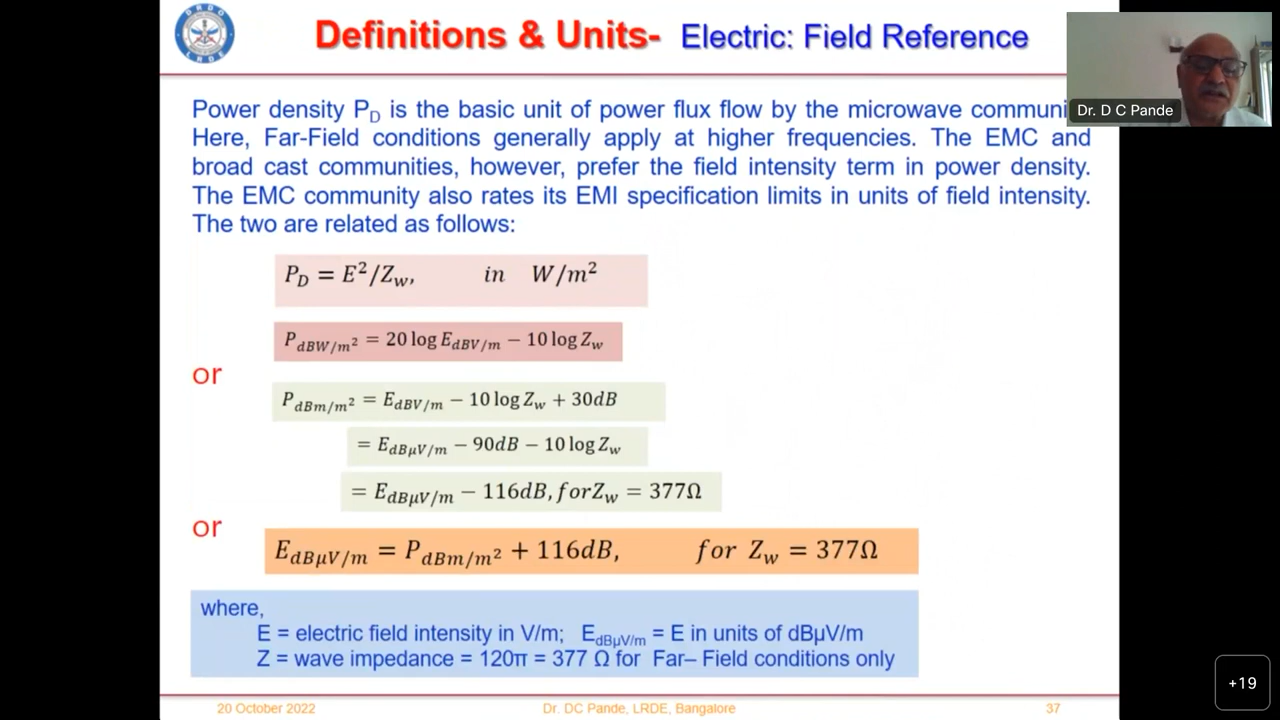 Definitions & Units- Electric: Field Reference
DRDO
LRDE
Dr. D C Pande
Power density P_D is the basic unit of power flux flow by the microwave communi
Here, Far-Field conditions generally apply at higher frequencies. The EMC and
broad cast communities, however, prefer the field intensity term in power density.
The EMC community also rates its EMI specification limits in units of field intensity.
The two are related as follows:
P_D = E²/Z_w, in W/m²
P_dBW/m² = 20 log E_dBV/m − 10 log Z_w
or
P_dBm/m² = E_dBV/m − 10 log Z_w + 30dB
= E_dBμV/m − 90dB − 10 log Z_w
= E_dBμV/m − 116dB, forZ_w = 377Ω
or
E_dBμV/m = P_dBm/m² + 116dB, for Z_w = 377Ω
where,
E = electric field intensity in V/m; E_dBμV/m = E in units of dBμV/m
Z = wave impedance = 120π = 377 Ω for Far– Field conditions only
20 October 2022 Dr. DC Pande, LRDE, Bangalore 37
+19